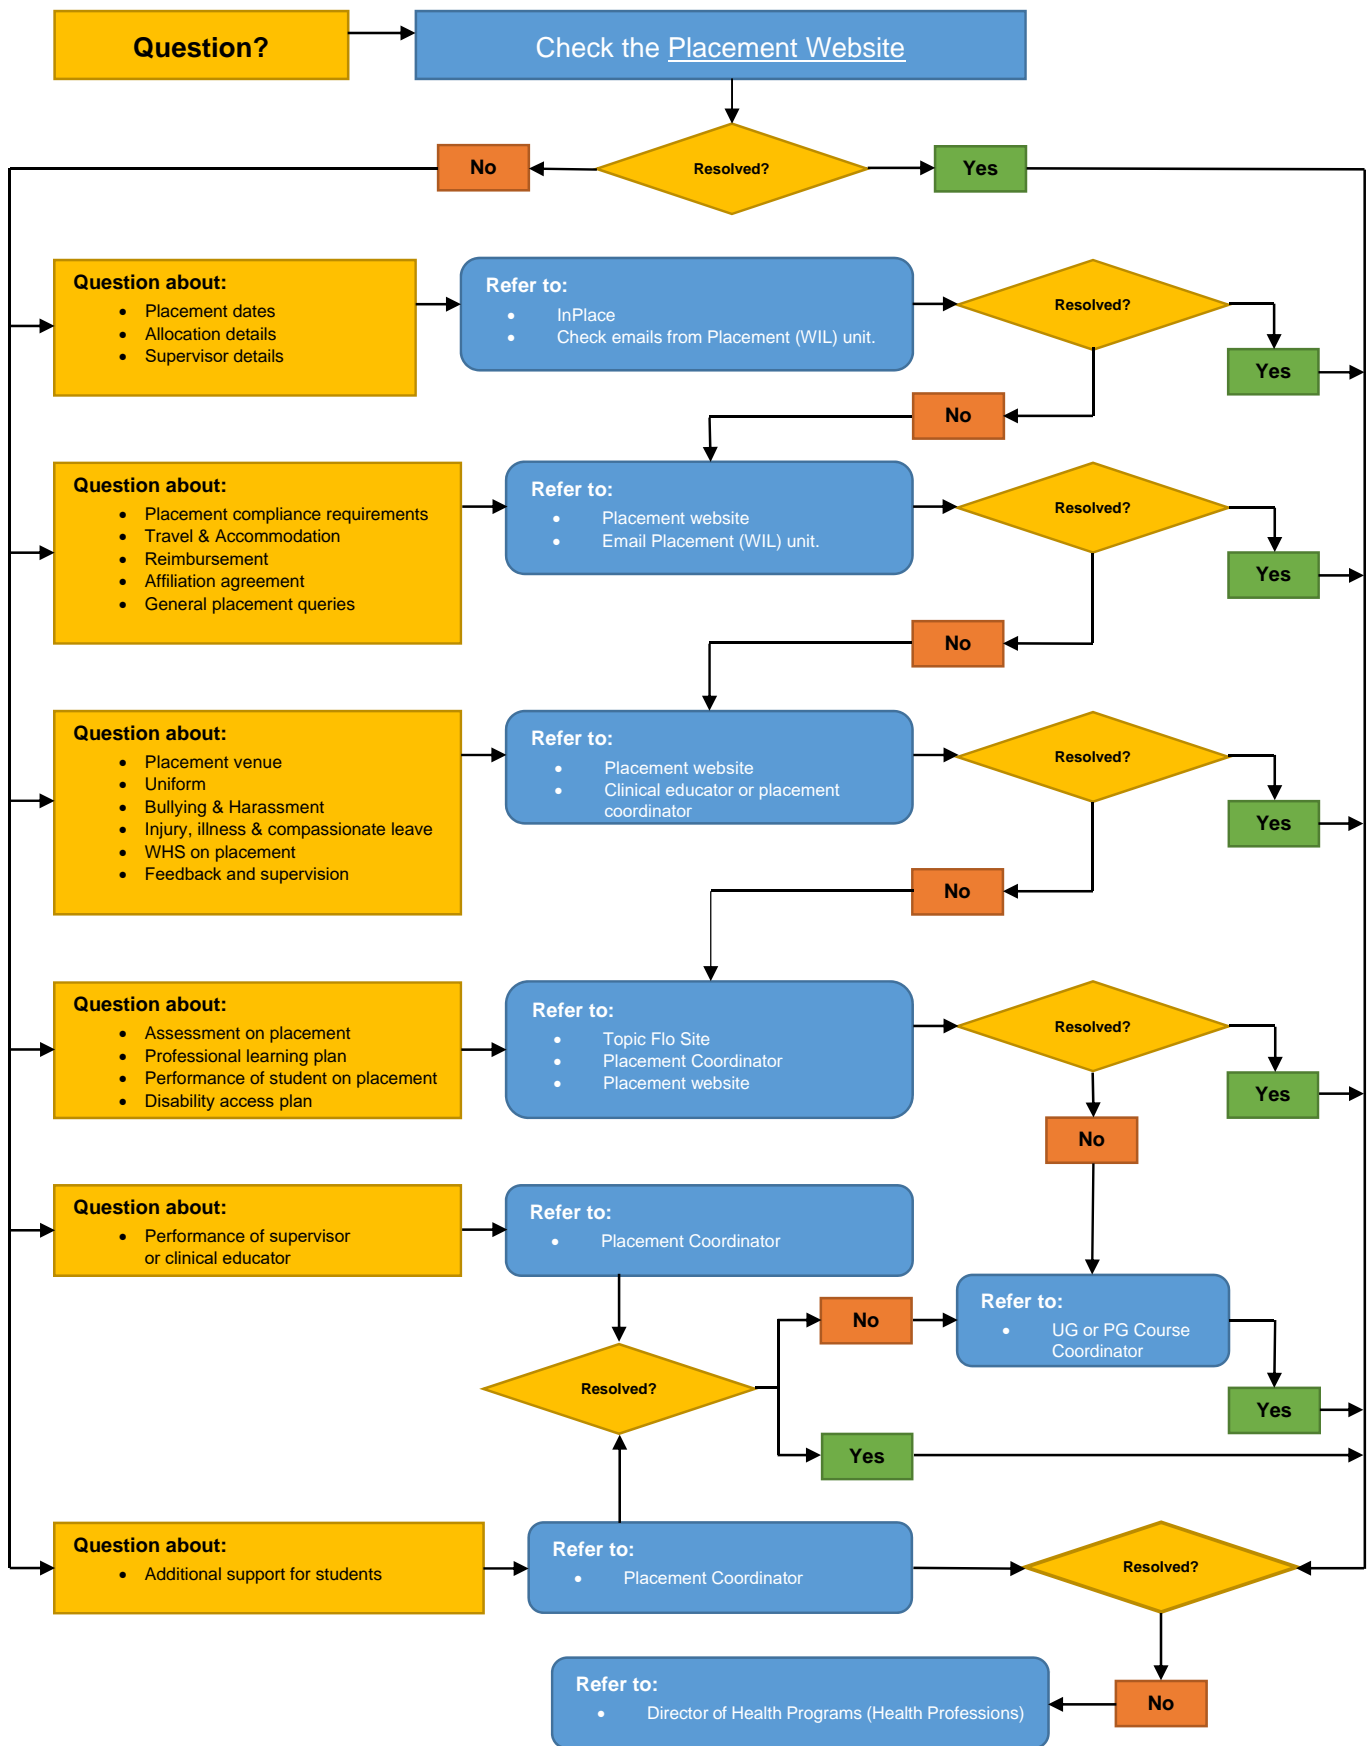 Question?
Check the Placement Website
Resolved?
No
Yes
Question about:
• Placement dates
• Allocation details
• Supervisor details
Refer to:
• InPlace
• Check emails from Placement (WIL) unit.
Resolved?
Yes
No
Question about:
• Placement compliance requirements
• Travel & Accommodation
• Reimbursement
• Affiliation agreement
• General placement queries
Refer to:
• Placement website
• Email Placement (WIL) unit.
Resolved?
Yes
No
Question about:
• Placement venue
• Uniform
• Bullying & Harassment
• Injury, illness & compassionate leave
• WHS on placement
• Feedback and supervision
Refer to:
• Placement website
• Clinical educator or placement
coordinator
Resolved?
Yes
No
Question about:
• Assessment on placement
• Professional learning plan
• Performance of student on placement
• Disability access plan
Refer to:
• Topic Flo Site
• Placement Coordinator
• Placement website
Resolved?
Yes
No
Question about:
• Performance of supervisor
or clinical educator
Refer to:
• Placement Coordinator
Resolved?
No
Refer to:
• UG or PG Course
Coordinator
Yes
Yes
Question about:
• Additional support for students
Refer to:
• Placement Coordinator
Resolved?
No
Refer to:
• Director of Health Programs (Health Professions)